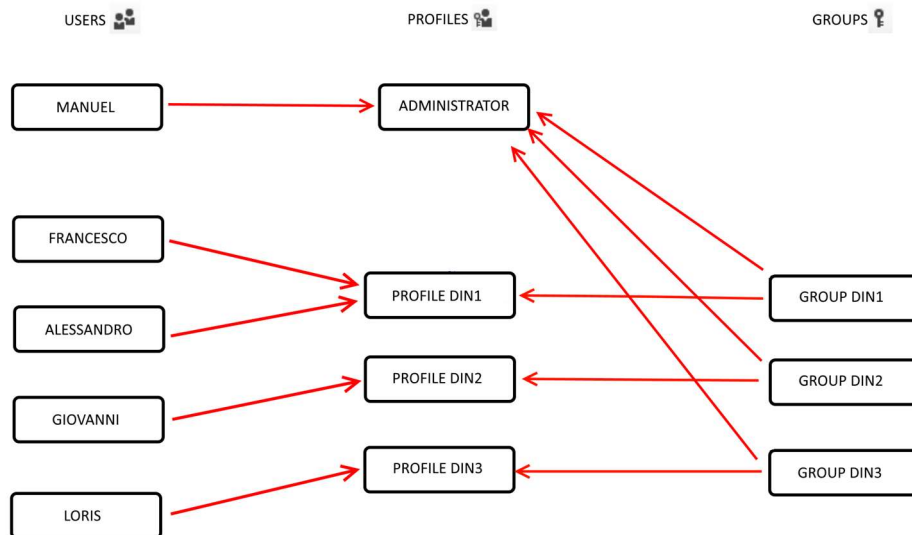 USERS
PROFILES
GROUPS
MANUEL
ADMINISTRATOR
FRANCESCO
PROFILE DIN1
GROUP DIN1
ALESSANDRO
PROFILE DIN2
GROUP DIN2
GIOVANNI
PROFILE DIN3
GROUP DIN3
LORIS